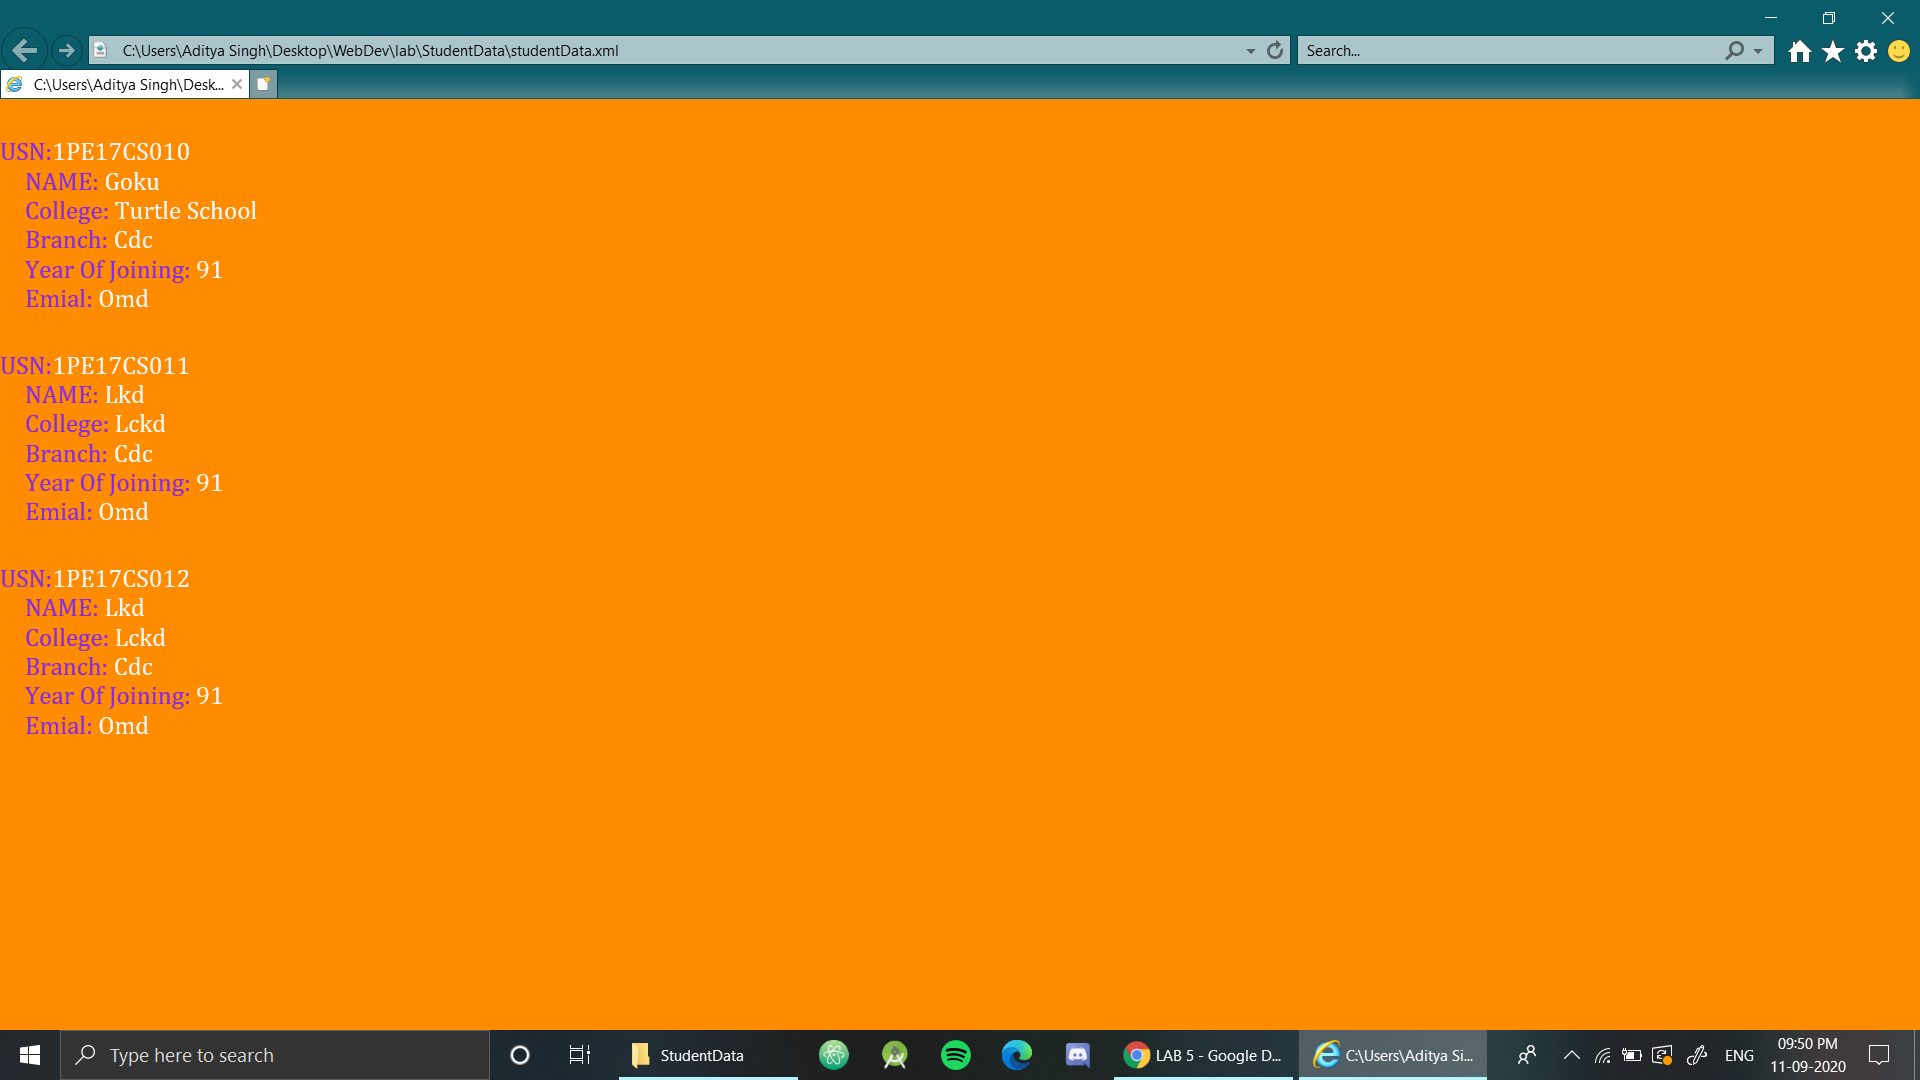 C:\Users\Aditya Singh\Desktop\WebDev\lab\StudentData\studentData.xml
Search...
C:\Users\Aditya Singh\Desk...
USN:1PE17CS010
NAME: Goku
College: Turtle School
Branch: Cdc
Year Of Joining: 91
Emial: Omd
USN:1PE17CS011
NAME: Lkd
College: Lckd
Branch: Cdc
Year Of Joining: 91
Emial: Omd
USN:1PE17CS012
NAME: Lkd
College: Lckd
Branch: Cdc
Year Of Joining: 91
Emial: Omd
Type here to search
StudentData
LAB 5 - Google D...
C:\Users\Aditya Si...
ENG
09:50 PM
11-09-2020